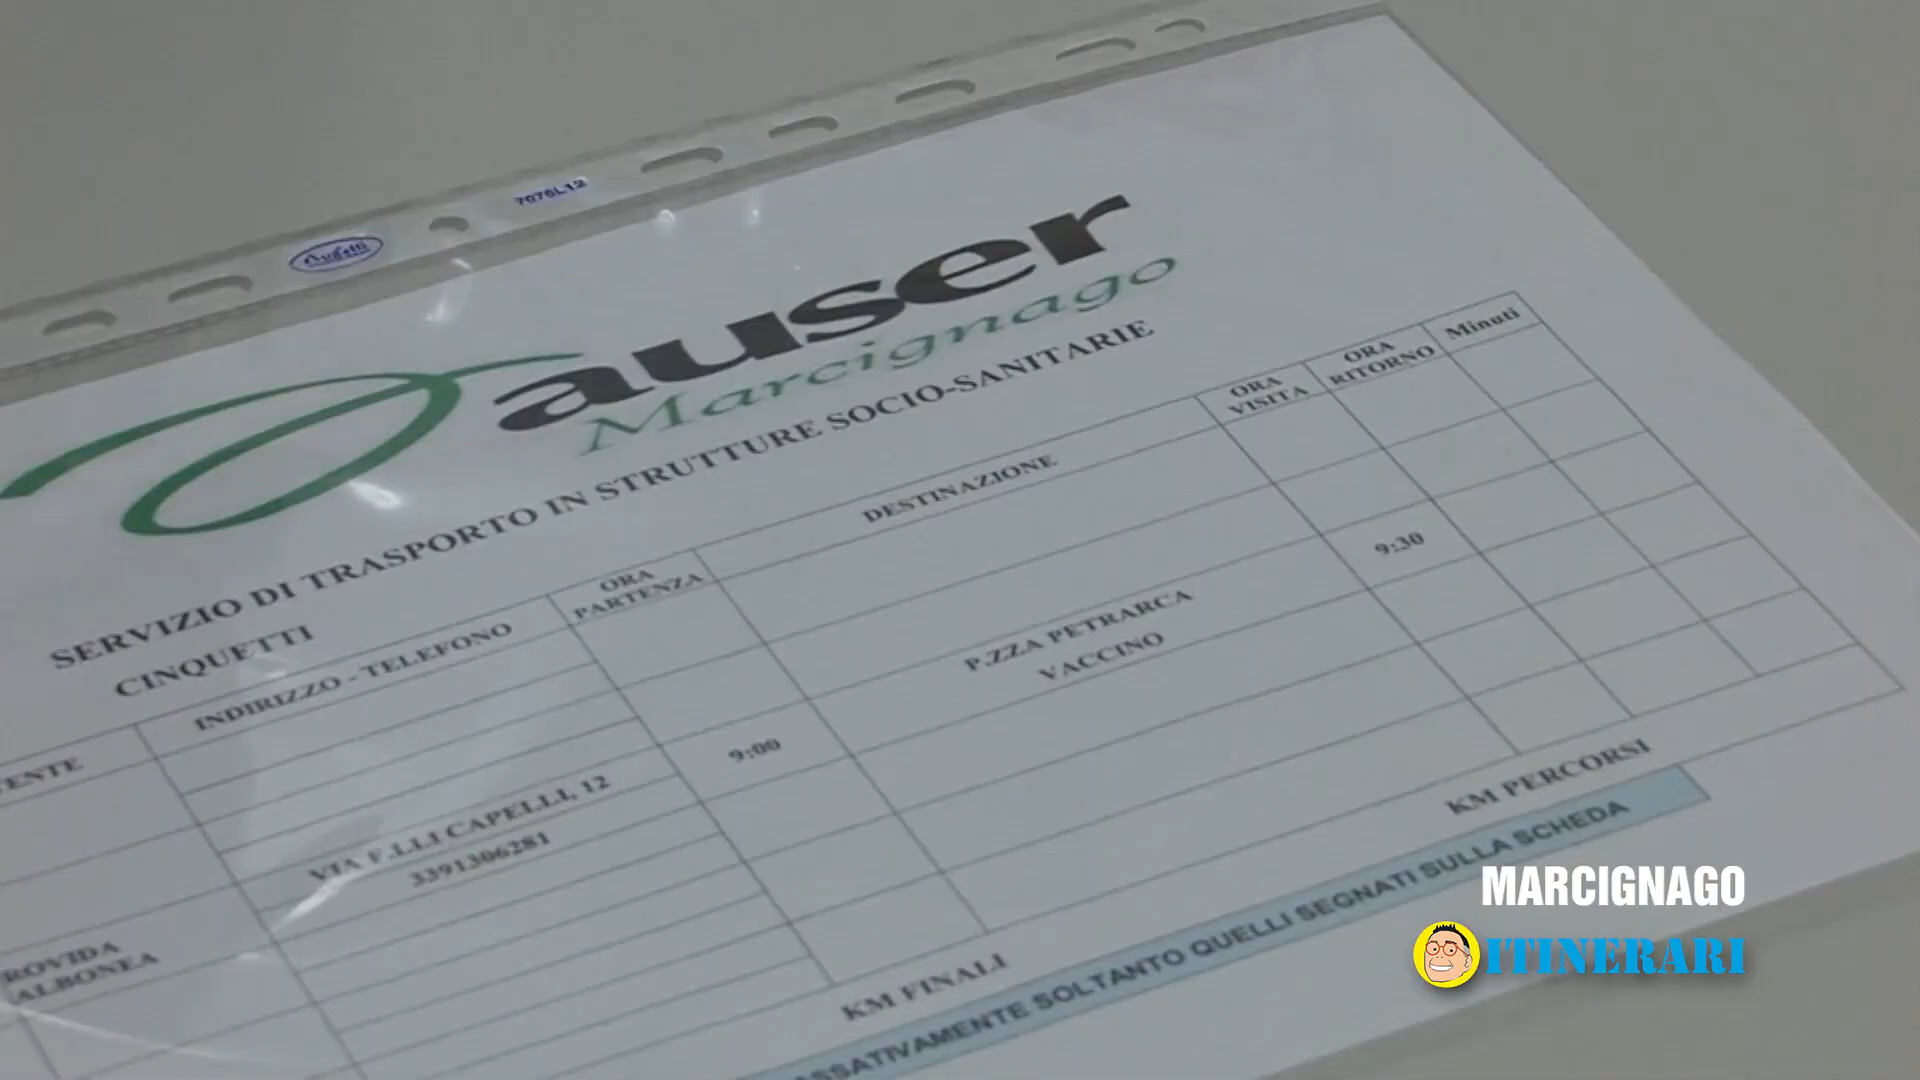 7076L12
auser
Marcignago
SERVIZIO DI TRASPORTO IN STRUTTURE SOCIO-SANITARIE
CINQUETTI
INDIRIZZO - TELEFONO
ORA
PARTENZA
DESTINAZIONE
ORA
VISITA
ORA
RITORNO
Minuti
VIA F.LLI CAPELLI, 12
3391306281
9:00
P.ZZA PETRARCA
VACCINO
9:30
ROVIDA
ALBONEA
KM FINALI
KM PERCORSI
SOLTANTO QUELLI SEGNATI SULLA SCHEDA
MARCIGNAGO
ITINERARI